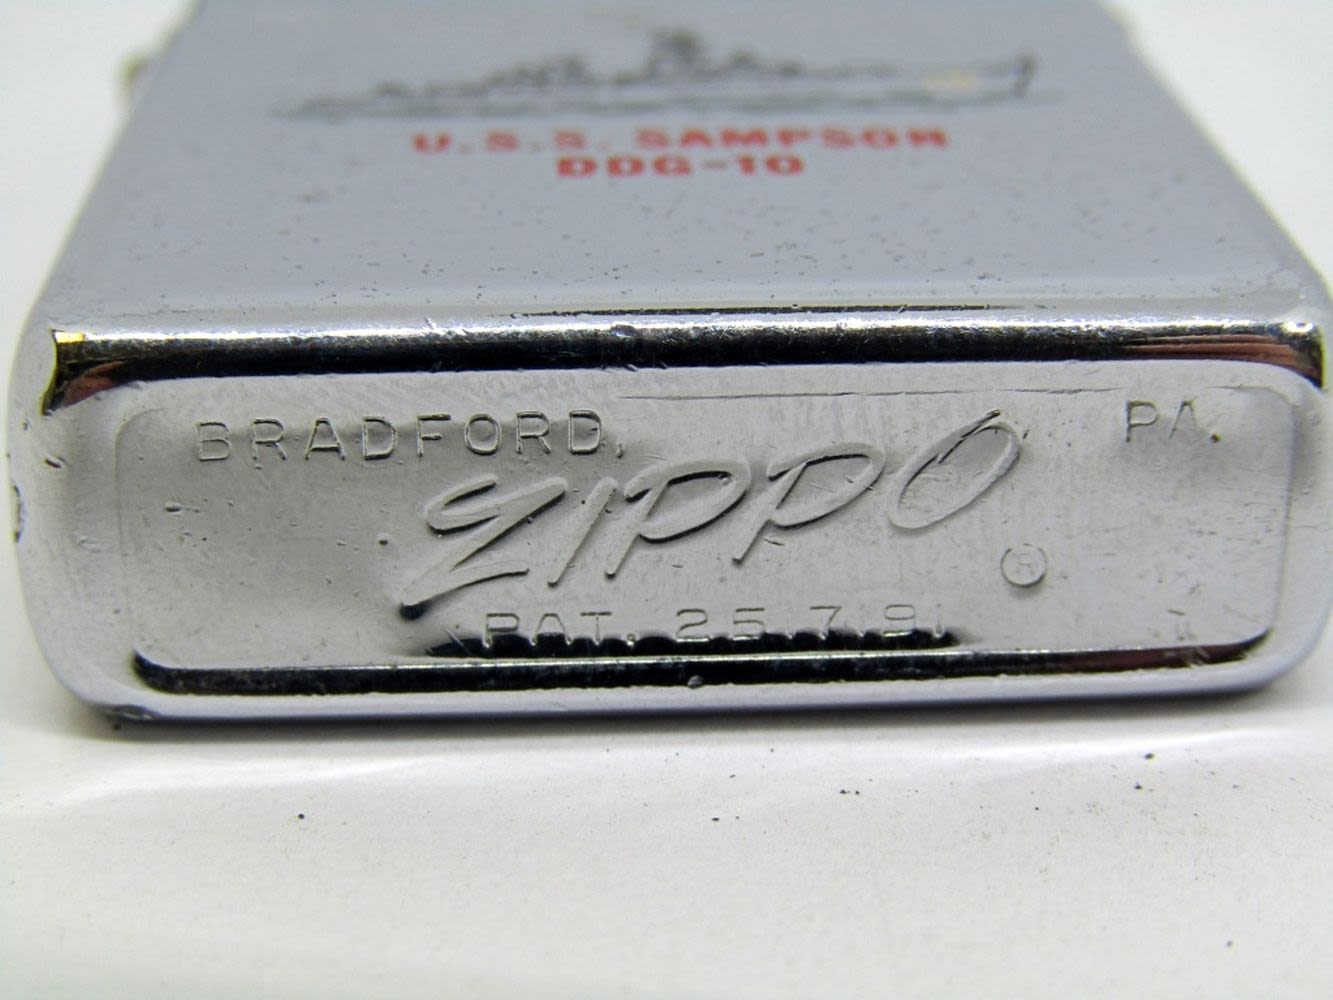 U.S.S. SAMPSON
DDG-10
BRADFORD, PA.
ZIPPO ®
PAT. 2517191